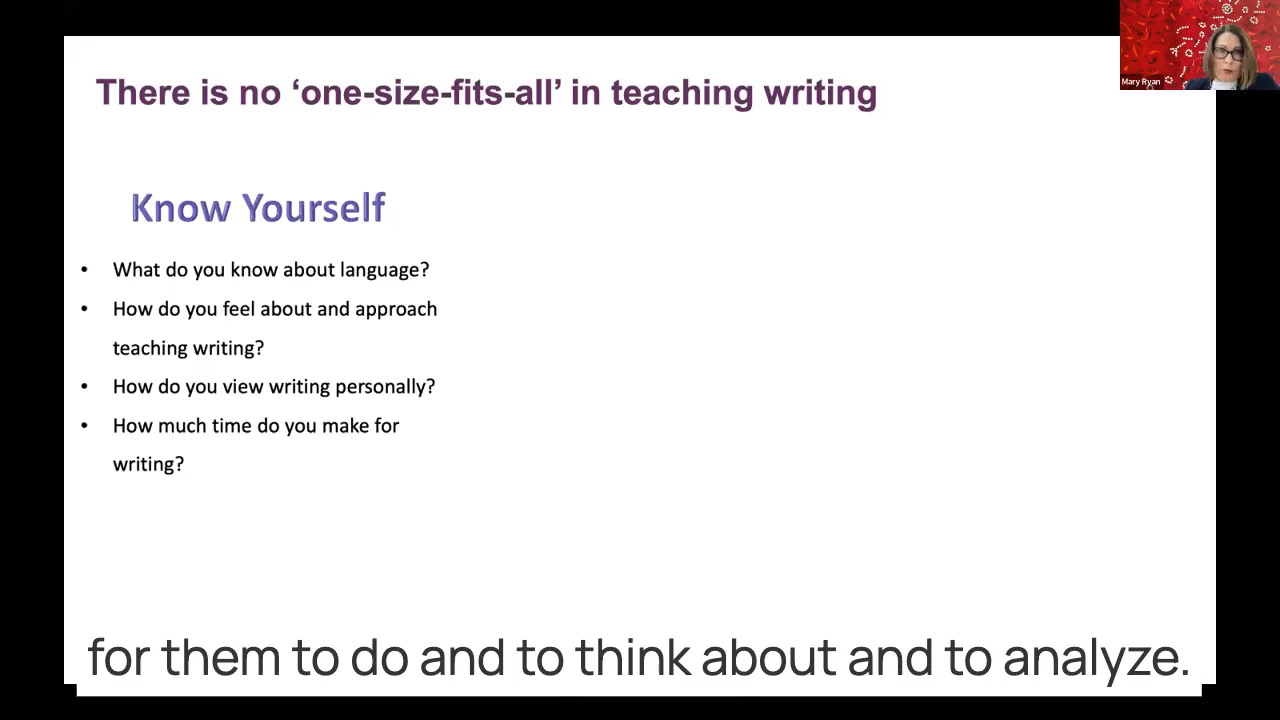 There is no ‘one-size-fits-all’ in teaching writing
Mary Ryan
Know Yourself
• What do you know about language?
• How do you feel about and approach
teaching writing?
• How do you view writing personally?
• How much time do you make for
writing?
for them to do and to think about and to analyze.